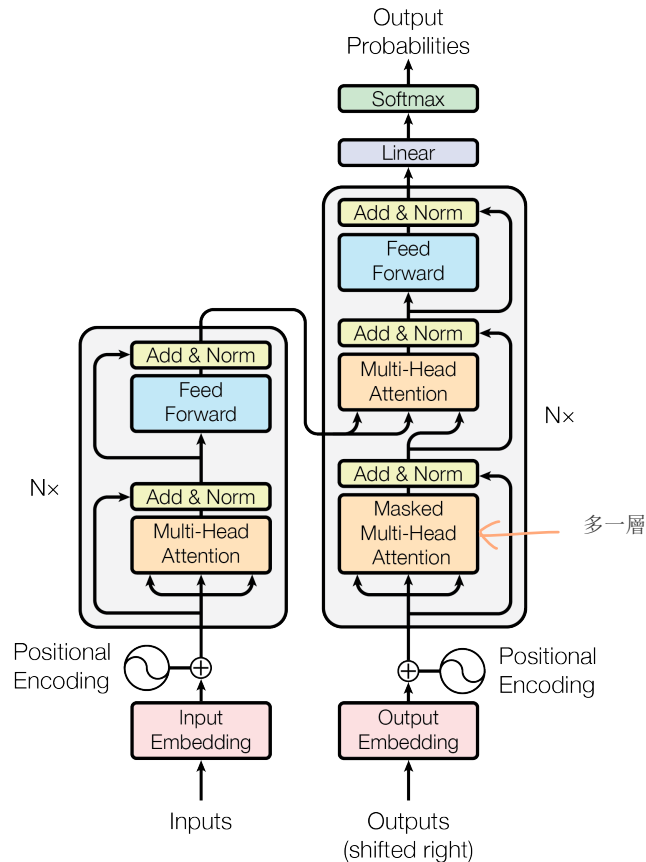 Output
Probabilities
Softmax
Linear
Add & Norm
Feed
Forward
Add & Norm
Multi-Head
Attention
N×
Add & Norm
Masked
Multi-Head
Attention
多一層
Add & Norm
Feed
Forward
N×
Add & Norm
Multi-Head
Attention
Positional
Encoding
Positional
Encoding
Input
Embedding
Output
Embedding
Inputs
Outputs
(shifted right)